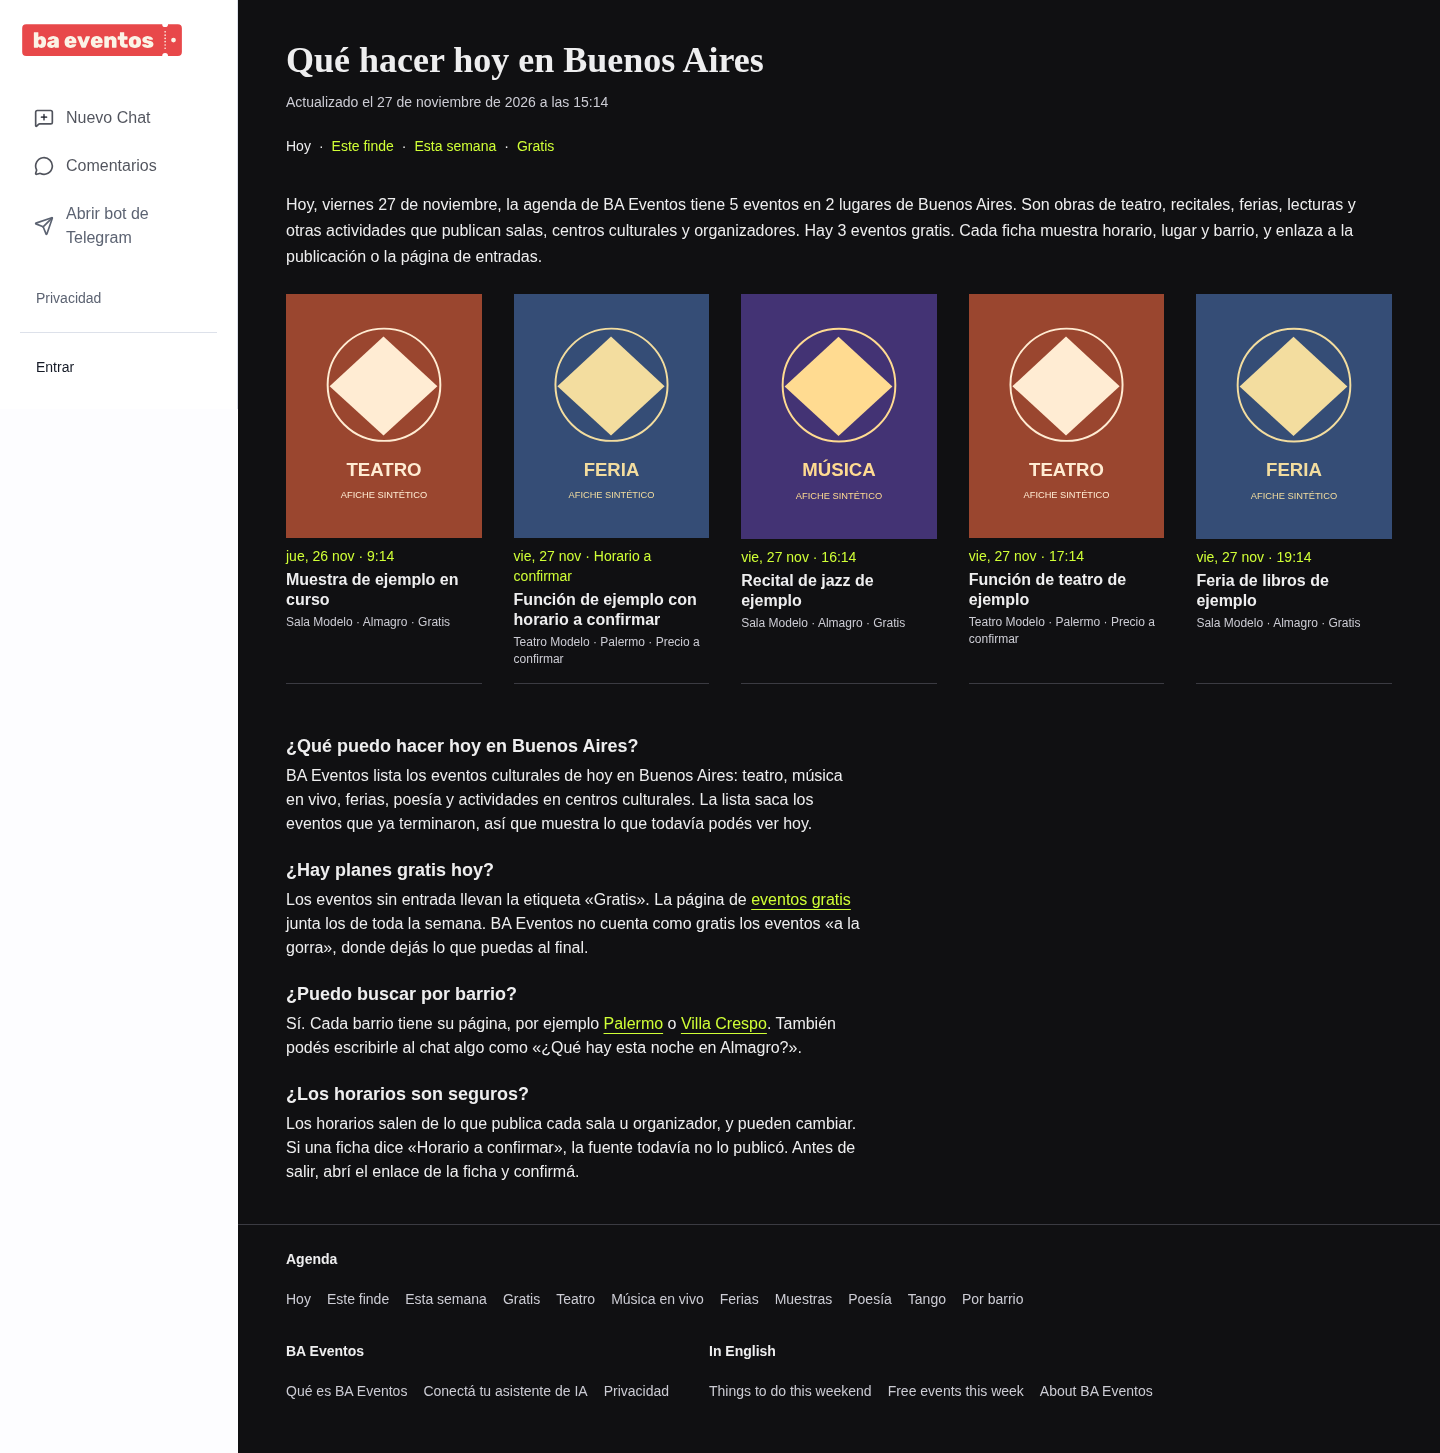 ba eventos
Nuevo Chat
Comentarios
Abrir bot de
Telegram
Privacidad
Entrar
Qué hacer hoy en Buenos Aires
Actualizado el 27 de noviembre de 2026 a las 15:14
Hoy · Este finde · Esta semana · Gratis
Hoy, viernes 27 de noviembre, la agenda de BA Eventos tiene 5 eventos en 2 lugares de Buenos Aires. Son obras de teatro, recitales, ferias, lecturas y
otras actividades que publican salas, centros culturales y organizadores. Hay 3 eventos gratis. Cada ficha muestra horario, lugar y barrio, y enlaza a la
publicación o la página de entradas.
TEATRO
AFICHE SINTÉTICO
jue, 26 nov · 9:14
Muestra de ejemplo en
curso
Sala Modelo · Almagro · Gratis
FERIA
AFICHE SINTÉTICO
vie, 27 nov · Horario a
confirmar
Función de ejemplo con
horario a confirmar
Teatro Modelo · Palermo · Precio a
confirmar
MÚSICA
AFICHE SINTÉTICO
vie, 27 nov · 16:14
Recital de jazz de
ejemplo
Sala Modelo · Almagro · Gratis
TEATRO
AFICHE SINTÉTICO
vie, 27 nov · 17:14
Función de teatro de
ejemplo
Teatro Modelo · Palermo · Precio a
confirmar
FERIA
AFICHE SINTÉTICO
vie, 27 nov · 19:14
Feria de libros de
ejemplo
Sala Modelo · Almagro · Gratis
¿Qué puedo hacer hoy en Buenos Aires?
BA Eventos lista los eventos culturales de hoy en Buenos Aires: teatro, música
en vivo, ferias, poesía y actividades en centros culturales. La lista saca los
eventos que ya terminaron, así que muestra lo que todavía podés ver hoy.
¿Hay planes gratis hoy?
Los eventos sin entrada llevan la etiqueta «Gratis». La página de eventos gratis
junta los de toda la semana. BA Eventos no cuenta como gratis los eventos «a la
gorra», donde dejás lo que puedas al final.
¿Puedo buscar por barrio?
Sí. Cada barrio tiene su página, por ejemplo Palermo o Villa Crespo. También
podés escribirle al chat algo como «¿Qué hay esta noche en Almagro?».
¿Los horarios son seguros?
Los horarios salen de lo que publica cada sala u organizador, y pueden cambiar.
Si una ficha dice «Horario a confirmar», la fuente todavía no lo publicó. Antes de
salir, abrí el enlace de la ficha y confirmá.
Agenda
Hoy Este finde Esta semana Gratis Teatro Música en vivo Ferias Muestras Poesía Tango Por barrio
BA Eventos
Qué es BA Eventos Conectá tu asistente de IA Privacidad
In English
Things to do this weekend Free events this week About BA Eventos